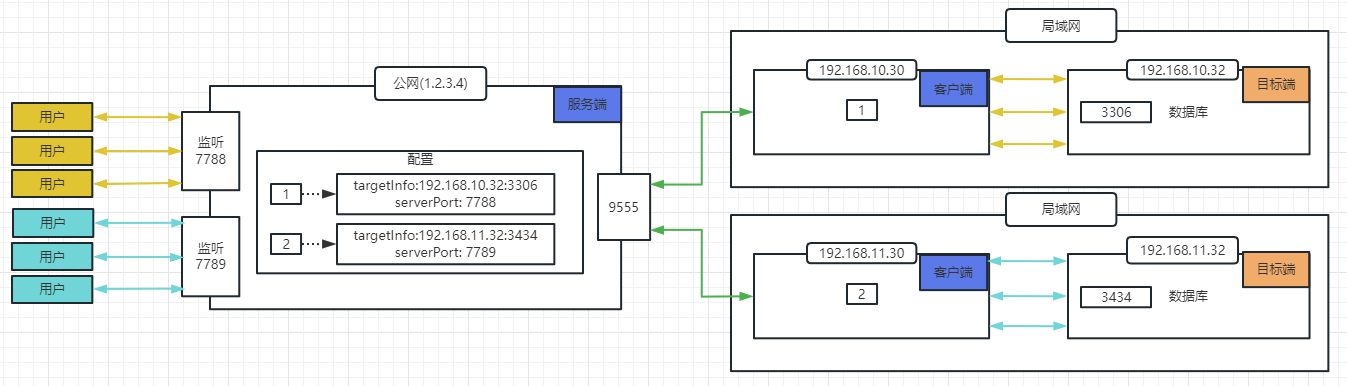 用户
用户
用户
用户
用户
用户
监听
7788
监听
7789
公网(1.2.3.4)
服务端
配置
1
targetInfo:192.168.10.32:3306
serverPort: 7788
2
targetInfo:192.168.11.32:3434
serverPort: 7789
9555
局域网
192.168.10.30
客户端
1
192.168.10.32
目标端
3306
数据库
局域网
192.168.11.30
客户端
2
192.168.11.32
目标端
3434
数据库